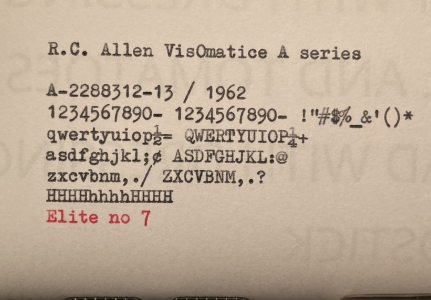 R.C. Allen VisOmatice A series
A-2288312-13 / 1962
1234567890- 1234567890- !"#$%_&'()*
qwertyuiop½= QWERTYUIOP¼+
asdfghjkl;¢ ASDFGHJKL:@
zxcvbnm,./ ZXCVBNM,.?
HHHHhhhhHHHH
Elite no 7